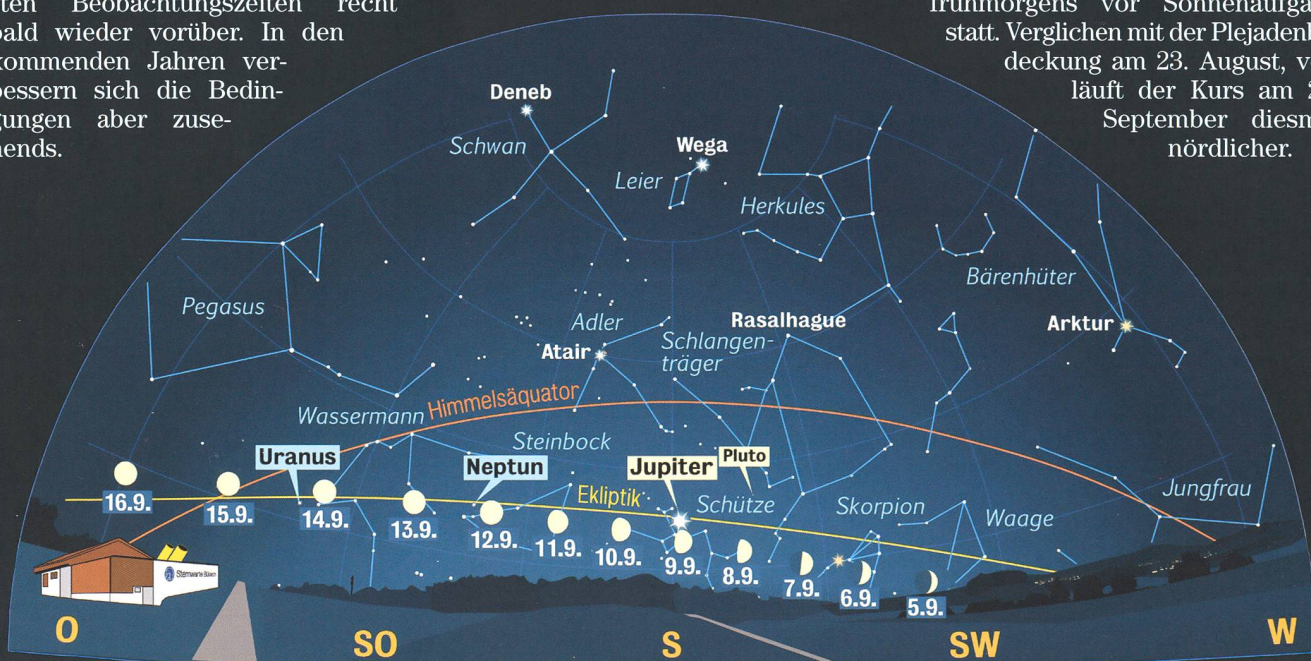 ten Beobachtungszeiten recht
bald wieder vorüber. In den
kommenden Jahren ver-
bessern sich die Bedin-
gungen aber zuse-
hends.
frühmorgens vor Sonnenaufga
statt. Verglichen mit der Plejadenb
deckung am 23. August, v
läuft der Kurs am 2
September diesm
nördlicher.
Deneb
Schwan
Wega
Leier
Herkules
Bärenhüter
Pegasus
Adler
Rasalhague
Arktur
Atair
Schlangen-
träger
Himmelsäquator
Wassermann
Steinbock
Uranus
Neptun
Jupiter
Pluto
Ekliptik
Schütze
Skorpion
Waage
Jungfrau
16.9.
15.9.
14.9.
13.9.
12.9.
11.9.
10.9.
9.9.
8.9.
7.9.
6.9.
5.9.
Sternwarte Bülach
O
SO
S
SW
W